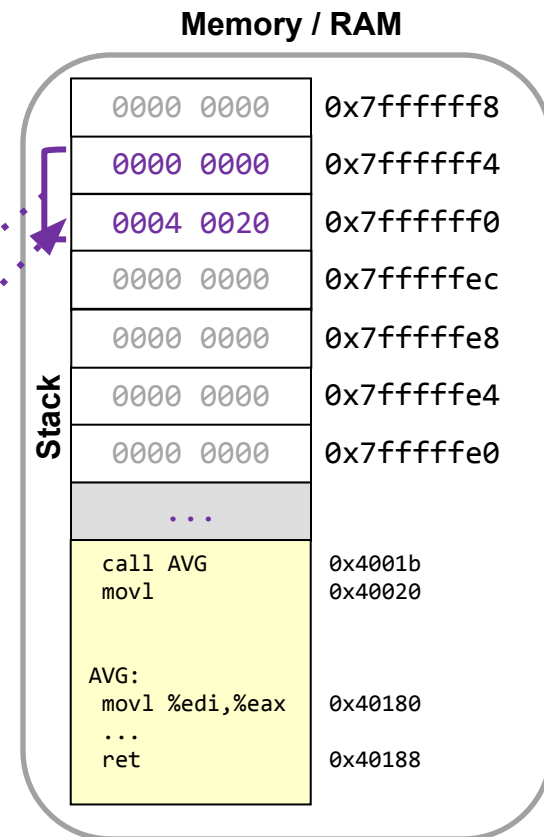 Memory / RAM
0000 0000 0x7ffffff8
0000 0000 0x7ffffff4
0004 0020 0x7ffffff0
0000 0000 0x7fffffec
0000 0000 0x7fffffe8
0000 0000 0x7fffffe4
0000 0000 0x7fffffe0
Stack
...
call AVG 0x4001b
movl 0x40020
AVG:
movl %edi,%eax 0x40180
...
ret 0x40188